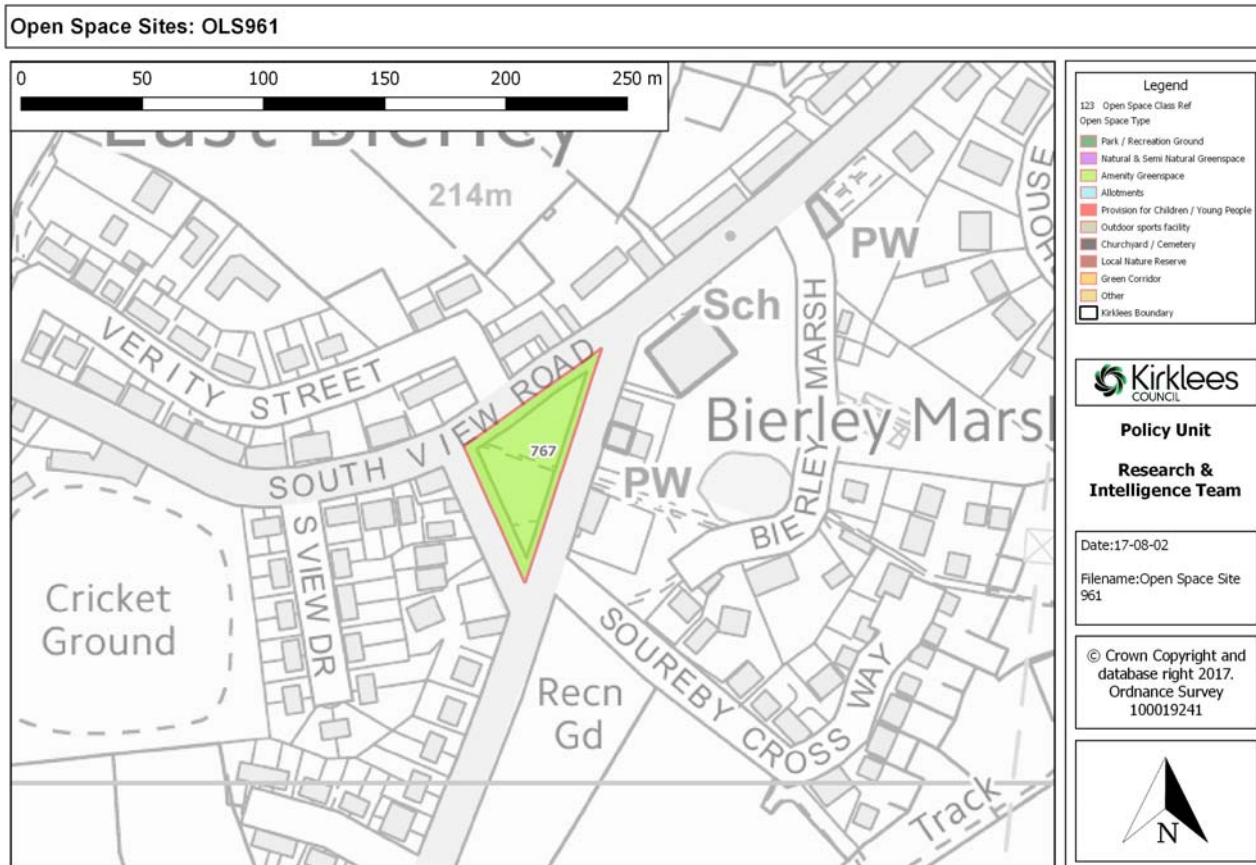 Open Space Sites: OLS961
0 50 100 150 200 250 m
East Bierley
214m
HOUSE
PW
Sch
BIERLEY MARSH
VERITY STREET
SOUTH VIEW ROAD
767
Bierley Marsh
PW
S VIEW DR
Cricket
Ground
SOUREBY CROSS WAY
Recn
Gd
Track
Legend
123 Open Space Class Ref
Open Space Type
Park / Recreation Ground
Natural & Semi Natural Greenspace
Amenity Greenspace
Allotments
Provision for Children / Young People
Outdoor sports facility
Churchyard / Cemetery
Local Nature Reserve
Green Corridor
Other
Kirklees Boundary
Kirklees
COUNCIL
Policy Unit
Research &
Intelligence Team
Date:17-08-02
Filename:Open Space Site
961
© Crown Copyright and
database right 2017.
Ordnance Survey
100019241
N